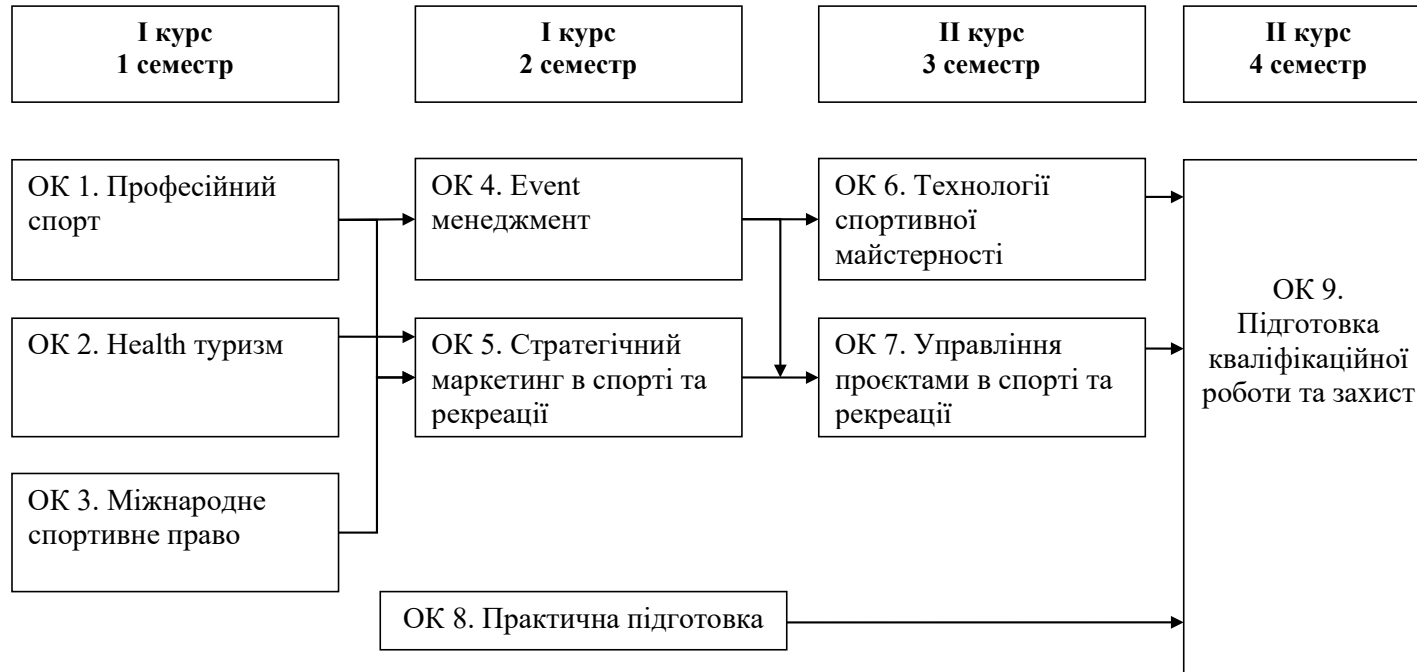 І курс
1 семестр
І курс
2 семестр
ІІ курс
3 семестр
ІІ курс
4 семестр
ОК 1. Професійний
спорт
ОК 4. Event
менеджмент
ОК 6. Технології
спортивної
майстерності
ОК 2. Health туризм
ОК 5. Стратегічний
маркетинг в спорті та
рекреації
ОК 7. Управління
проєктами в спорті та
рекреації
ОК 3. Міжнародне
спортивне право
ОК 8. Практична підготовка
ОК 9.
Підготовка
кваліфікаційної
роботи та захист